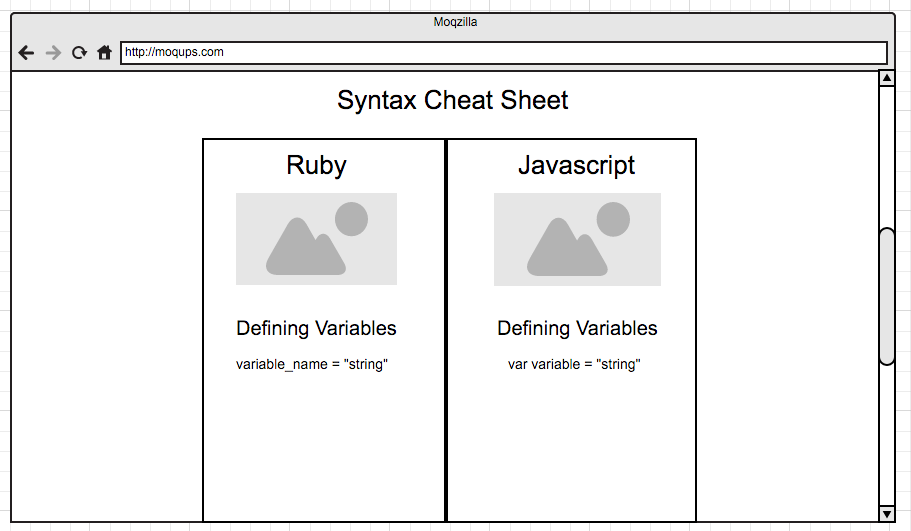 Moqzilla
http://moqups.com
Syntax Cheat Sheet
Ruby
Defining Variables
variable_name = "string"
Javascript
Defining Variables
var variable = "string"